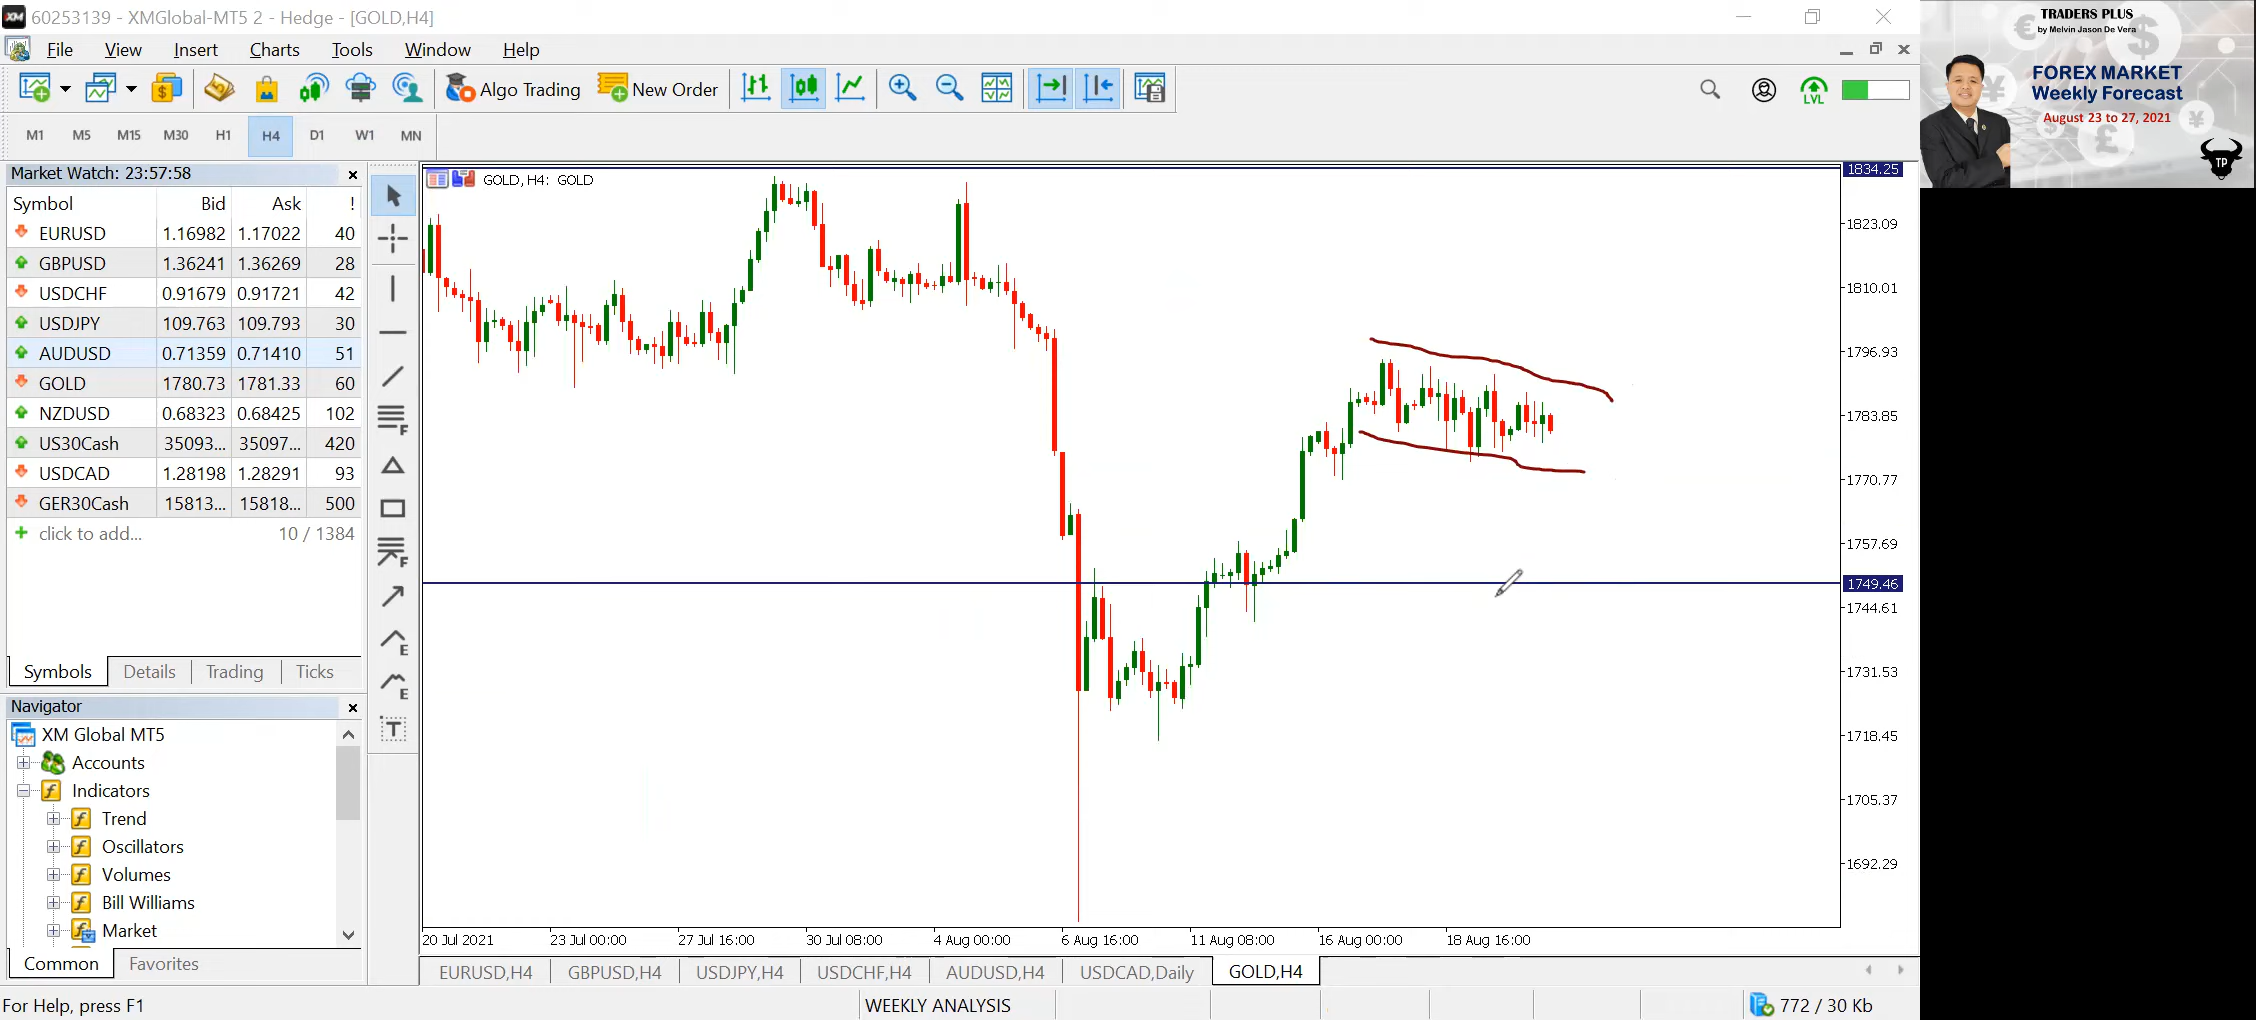 60253139 - XMGlobal-MT5 2 - Hedge - [GOLD,H4]
File View Insert Charts Tools Window Help
Algo Trading New Order LVL
M1 M5 M15 M30 H1 H4 D1 W1 MN
Market Watch: 23:57:58
Symbol Bid Ask !
EURUSD 1.16982 1.17022 40
GBPUSD 1.36241 1.36269 28
USDCHF 0.91679 0.91721 42
USDJPY 109.763 109.793 30
AUDUSD 0.71359 0.71410 51
GOLD 1780.73 1781.33 60
NZDUSD 0.68323 0.68425 102
US30Cash 35093... 35097... 420
USDCAD 1.28198 1.28291 93
GER30Cash 15813... 15818... 500
click to add... 10 / 1384
Symbols Details Trading Ticks
Navigator
XM Global MT5
Accounts
Indicators
Trend
Oscillators
Volumes
Bill Williams
Market
Common Favorites
GOLD, H4: GOLD
1834.25
1823.09
1810.01
1796.93
1783.85
1770.77
1757.69
1749.46
1744.61
1731.53
1718.45
1705.37
1692.29
20 Jul 2021 23 Jul 00:00 27 Jul 16:00 30 Jul 08:00 4 Aug 00:00 6 Aug 16:00 11 Aug 08:00 16 Aug 00:00 18 Aug 16:00
EURUSD,H4 GBPUSD,H4 USDJPY,H4 USDCHF,H4 AUDUSD,H4 USDCAD,Daily GOLD,H4
For Help, press F1 WEEKLY ANALYSIS 772 / 30 Kb
TRADERS PLUS
by Melvin Jason De Vera
FOREX MARKET
Weekly Forecast
August 23 to 27, 2021
TP